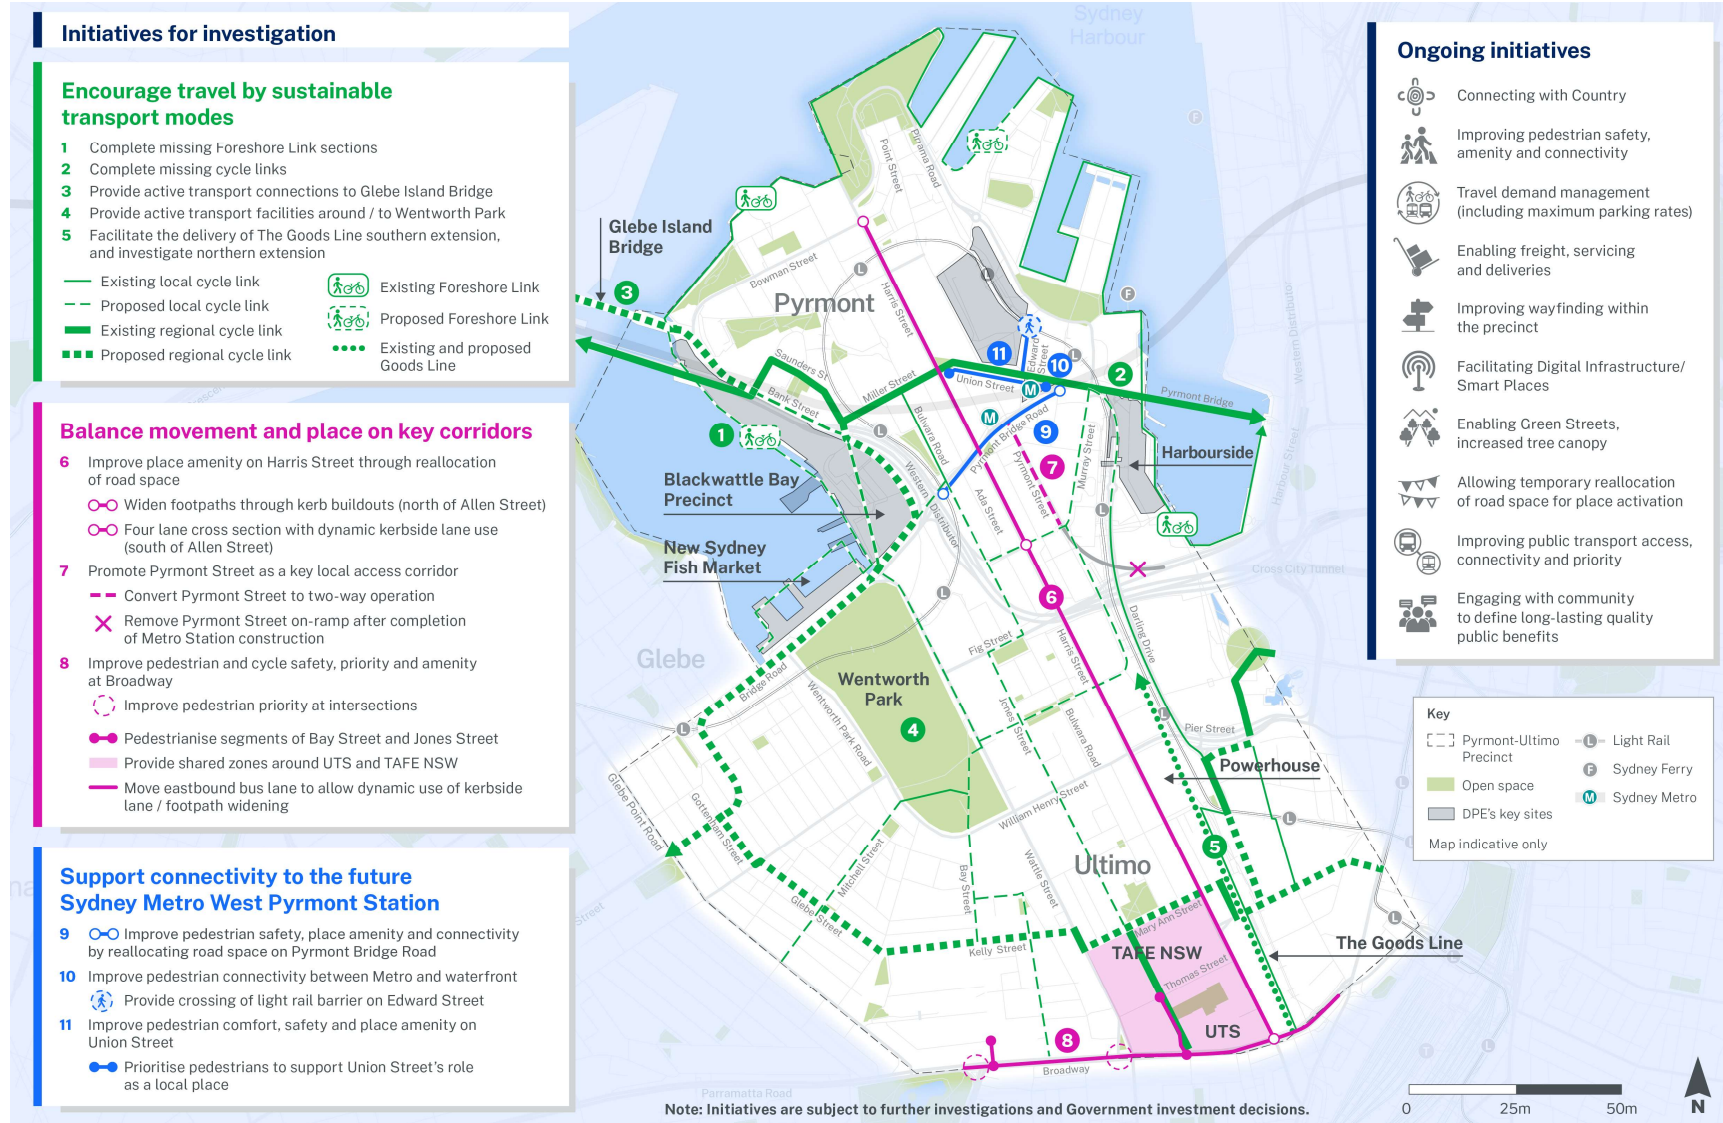 Initiatives for investigation
Encourage travel by sustainable
transport modes
1 Complete missing Foreshore Link sections
2 Complete missing cycle links
3 Provide active transport connections to Glebe Island Bridge
4 Provide active transport facilities around / to Wentworth Park
5 Facilitate the delivery of The Goods Line southern extension,
and investigate northern extension
Existing local cycle link
Proposed local cycle link
Existing regional cycle link
Proposed regional cycle link
Existing Foreshore Link
Proposed Foreshore Link
Existing and proposed
Goods Line
Balance movement and place on key corridors
6 Improve place amenity on Harris Street through reallocation
of road space
Widen footpaths through kerb buildouts (north of Allen Street)
Four lane cross section with dynamic kerbside lane use
(south of Allen Street)
7 Promote Pyrmont Street as a key local access corridor
Convert Pyrmont Street to two-way operation
Remove Pyrmont Street on-ramp after completion
of Metro Station construction
8 Improve pedestrian and cycle safety, priority and amenity
at Broadway
Improve pedestrian priority at intersections
Pedestrianise segments of Bay Street and Jones Street
Provide shared zones around UTS and TAFE NSW
Move eastbound bus lane to allow dynamic use of kerbside
lane / footpath widening
Support connectivity to the future
Sydney Metro West Pyrmont Station
9 Improve pedestrian safety, place amenity and connectivity
by reallocating road space on Pyrmont Bridge Road
10 Improve pedestrian connectivity between Metro and waterfront
Provide crossing of light rail barrier on Edward Street
11 Improve pedestrian comfort, safety and place amenity on
Union Street
Prioritise pedestrians to support Union Street's role
as a local place
Sydney
Harbour
F
Point Street
Pirrama Road
Glebe Island
Bridge
3
Bowman Street
L
Pyrmont
Harris Street
L
F
11
Edward
Street
L
10
2
Saunders St
Miller Street
Union Street
M
Pyrmont Bridge
Western Distributor
Bank Street
M
Pyrmont Bridge Road
9
1
L
Bulwara Road
Murray Street
Harbourside
Harbour Street
7
Pyrmont Street
Blackwattle Bay
Precinct
Western
Distributor
Ada Street
L
New Sydney
Fish Market
Cross City Tunnel
L
6
Darling Drive
Glebe
Fig Street
Harris Street
Bridge Road
Wentworth
Park
Wentworth Park Road
4
Jones Street
Bulwara Road
L
L
Pier Street
Powerhouse
L
Glebe Point Road
Gottenham Street
William Henry Street
L
5
Mitchell Street
Bay Street
Wattle Street
Ultimo
Glebe Street
Street
Mary Ann Street
L
Kelly Street
TAFE NSW
The Goods Line
L
Thomas Street
UTS
8
Broadway
T
L
Parramatta Road
Note: Initiatives are subject to further investigations and Government investment decisions.
Ongoing initiatives
Connecting with Country
Improving pedestrian safety,
amenity and connectivity
Travel demand management
(including maximum parking rates)
Enabling freight, servicing
and deliveries
Improving wayfinding within
the precinct
Facilitating Digital Infrastructure/
Smart Places
Enabling Green Streets,
increased tree canopy
Allowing temporary reallocation
of road space for place activation
Improving public transport access,
connectivity and priority
Engaging with community
to define long-lasting quality
public benefits
Key
Pyrmont-Ultimo
Precinct
Open space
DPE's key sites
L Light Rail
F Sydney Ferry
M Sydney Metro
Map indicative only
0 25m 50m
N